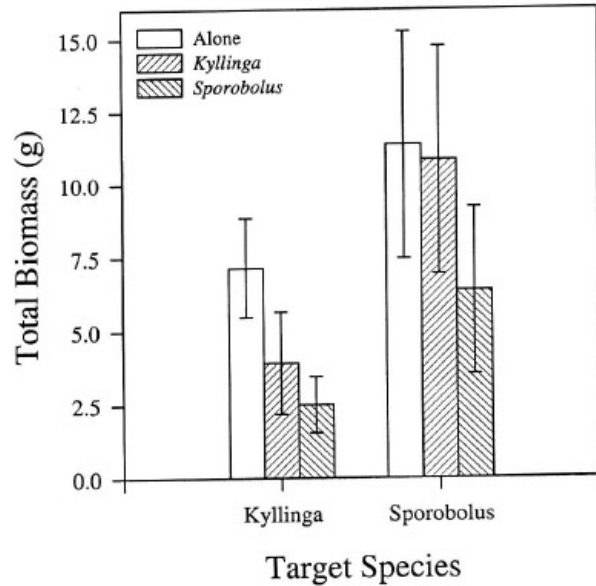 15.0
12.5
10.0
7.5
5.0
2.5
0.0
Total Biomass (g)
Alone
Kyllinga
Sporobolus
Kyllinga
Sporobolus
Target Species